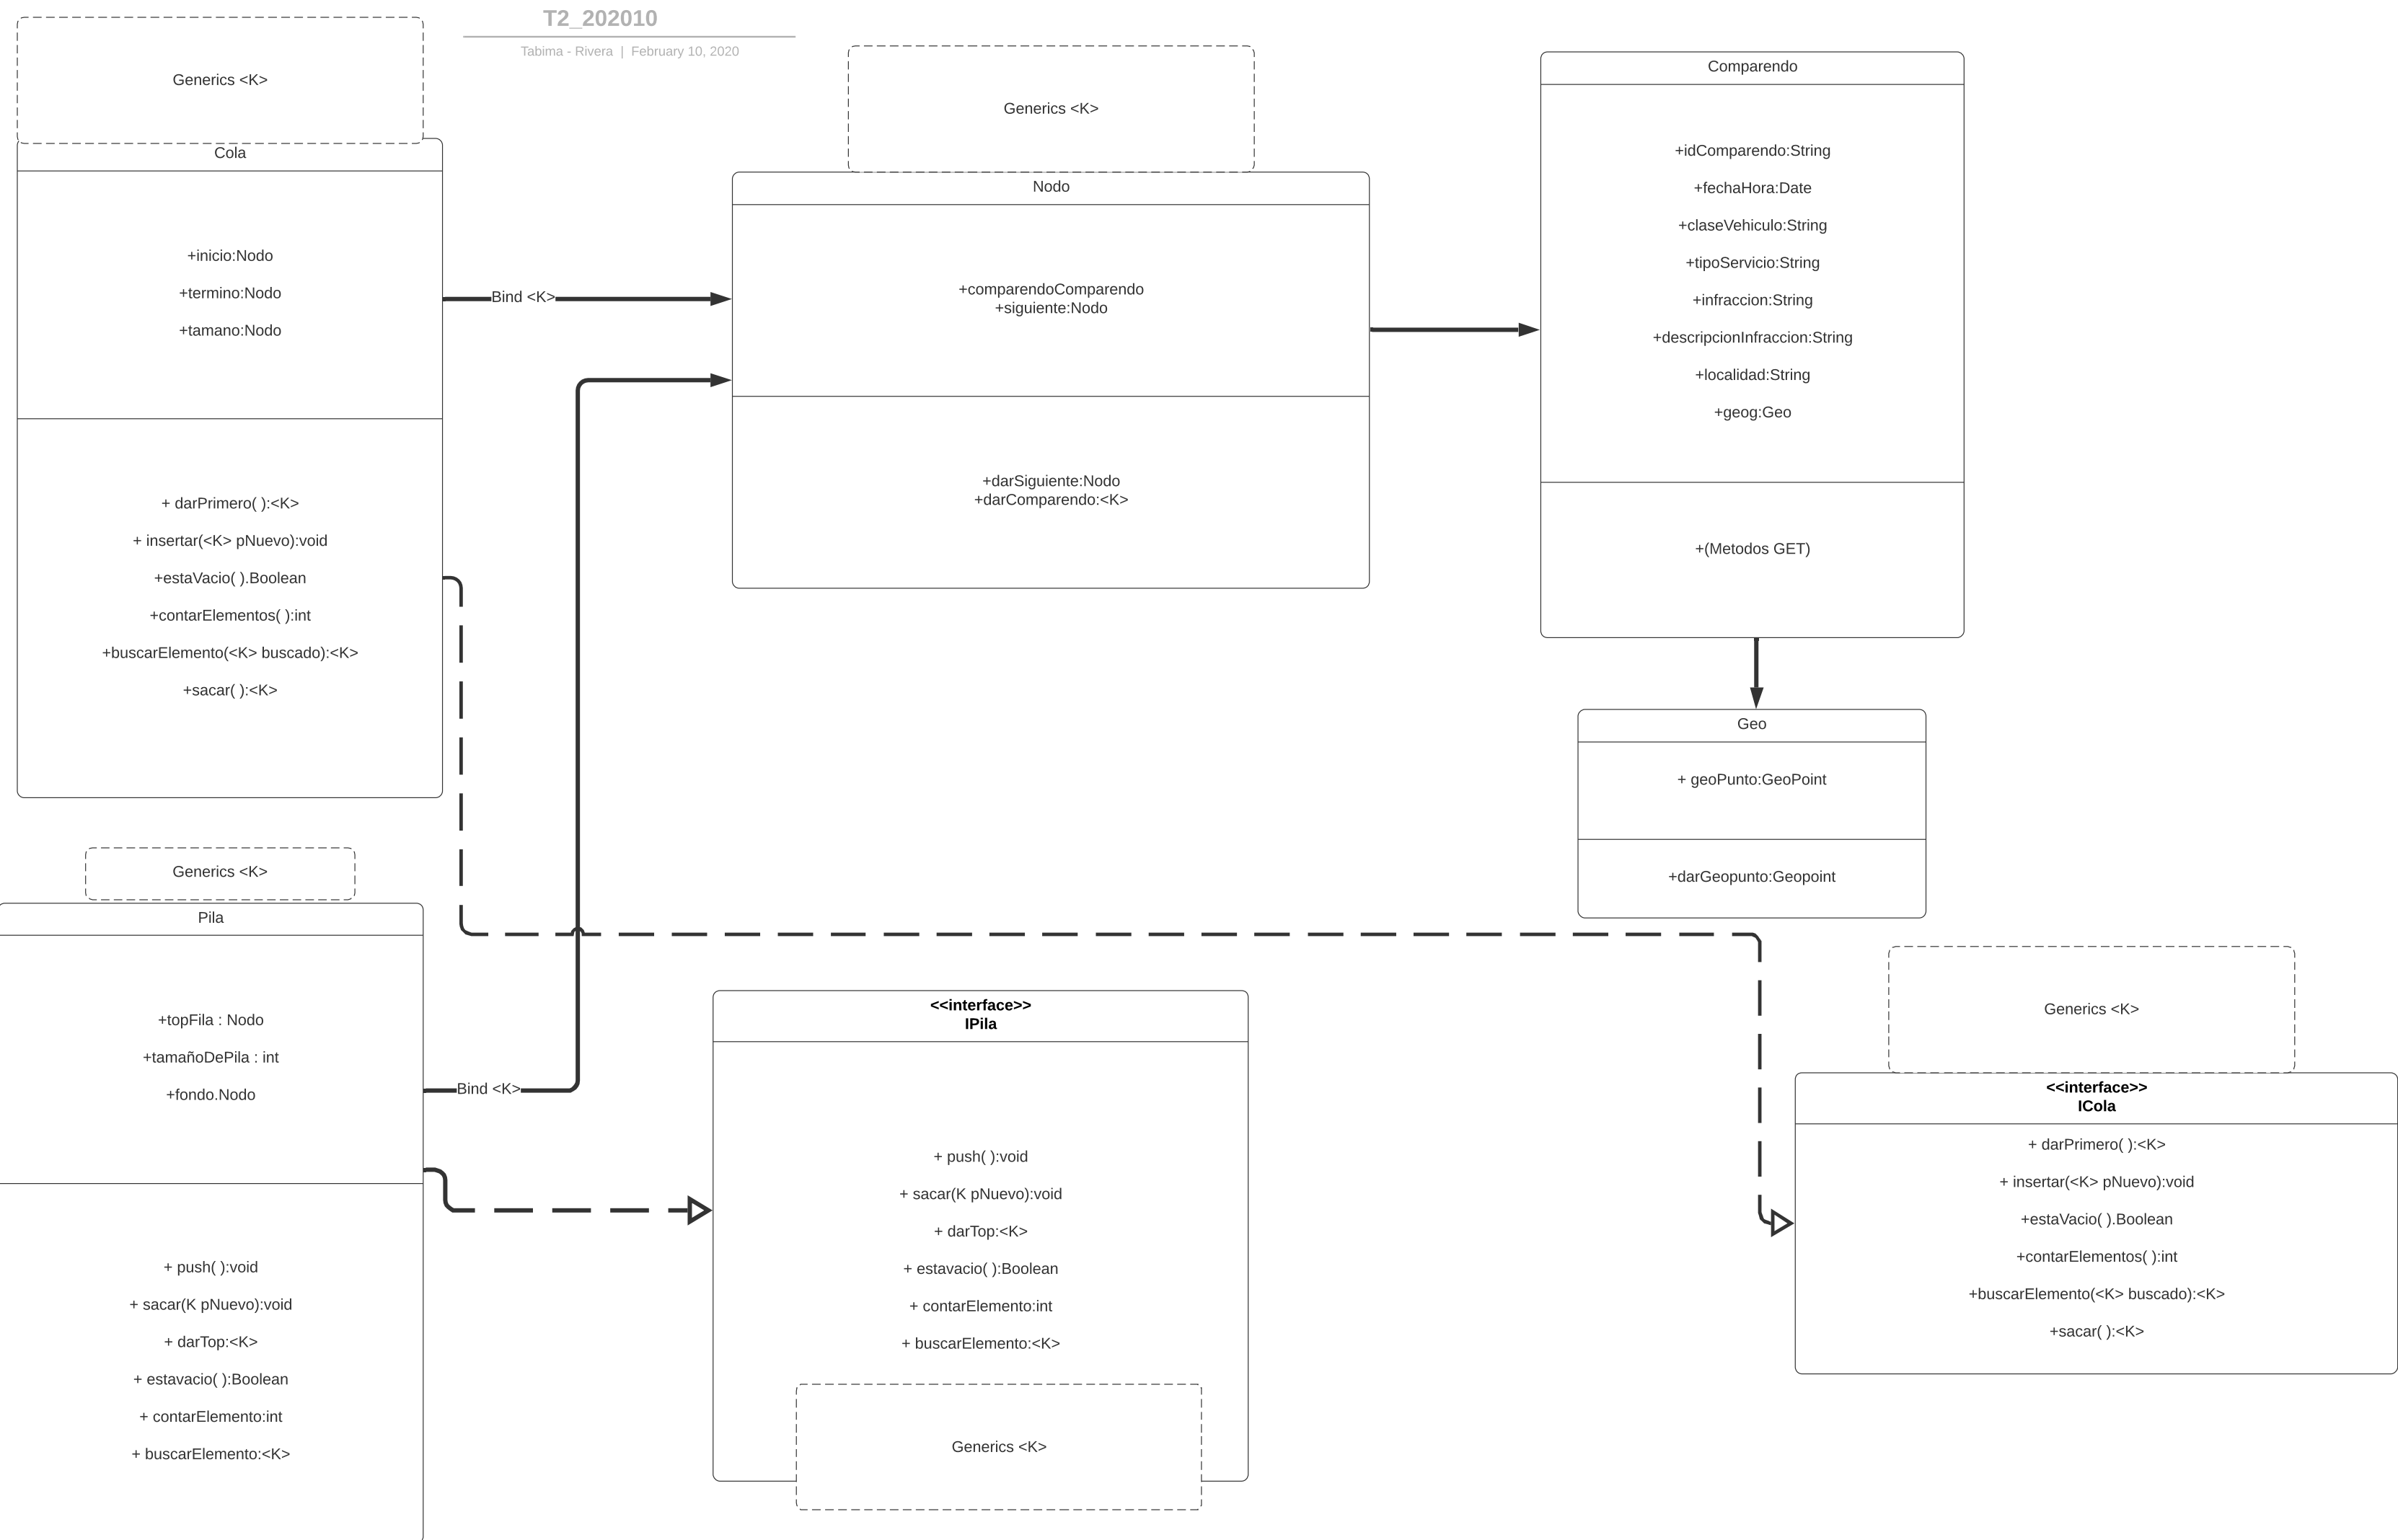 T2_202010
Tabima - Rivera | February 10, 2020
Generics <K>
Cola
+inicio:Nodo
+termino:Nodo
+tamano:Nodo
+ darPrimero( ):<K>
+ insertar(<K> pNuevo):void
+estaVacio( ).Boolean
+contarElementos( ):int
+buscarElemento(<K> buscado):<K>
+sacar( ):<K>
Bind <K>
Generics <K>
Nodo
+comparendoComparendo
+siguiente:Nodo
+darSiguiente:Nodo
+darComparendo:<K>
Comparendo
+idComparendo:String
+fechaHora:Date
+claseVehiculo:String
+tipoServicio:String
+infraccion:String
+descripcionInfraccion:String
+localidad:String
+geog:Geo
+(Metodos GET)
Geo
+ geoPunto:GeoPoint
+darGeopunto:Geopoint
Generics <K>
Pila
+topFila : Nodo
+tamañoDePila : int
+fondo.Nodo
+ push( ):void
+ sacar(K pNuevo):void
+ darTop:<K>
+ estavacio( ):Boolean
+ contarElemento:int
+ buscarElemento:<K>
Bind <K>
<<interface>>
IPila
+ push( ):void
+ sacar(K pNuevo):void
+ darTop:<K>
+ estavacio( ):Boolean
+ contarElemento:int
+ buscarElemento:<K>
Generics <K>
Generics <K>
<<interface>>
ICola
+ darPrimero( ):<K>
+ insertar(<K> pNuevo):void
+estaVacio( ).Boolean
+contarElementos( ):int
+buscarElemento(<K> buscado):<K>
+sacar( ):<K>